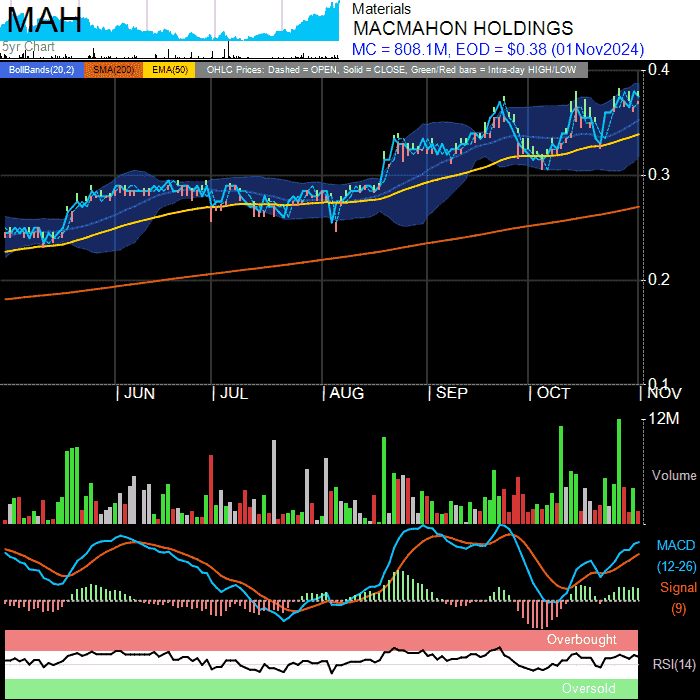 MAH
5yr Chart
Materials
MACMAHON HOLDINGS
MC = 808.1M, EOD = $0.38 (01Nov2024)
BollBands(20,2) SMA(200) EMA(50) OHLC Prices: Dashed = OPEN, Solid = CLOSE, Green/Red bars = Intra-day HIGH/LOW
0.4
0.3
0.2
0.1
JUN JUL AUG SEP OCT NOV
12M
Volume
MACD
(12-26)
Signal
(9)
Overbought
RSI(14)
Oversold